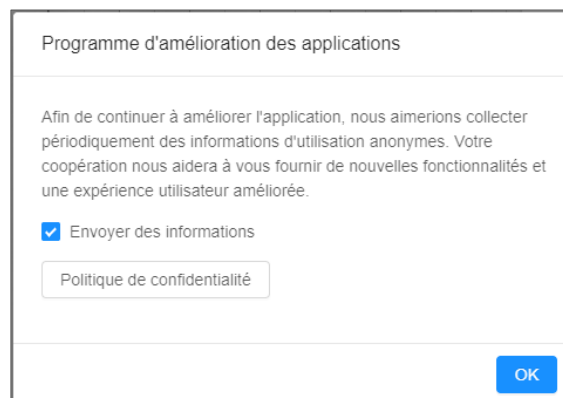 Programme d'amélioration des applications
Afin de continuer à améliorer l'application, nous aimerions collecter
périodiquement des informations d'utilisation anonymes. Votre
coopération nous aidera à vous fournir de nouvelles fonctionnalités et
une expérience utilisateur améliorée.
Envoyer des informations
Politique de confidentialité
OK